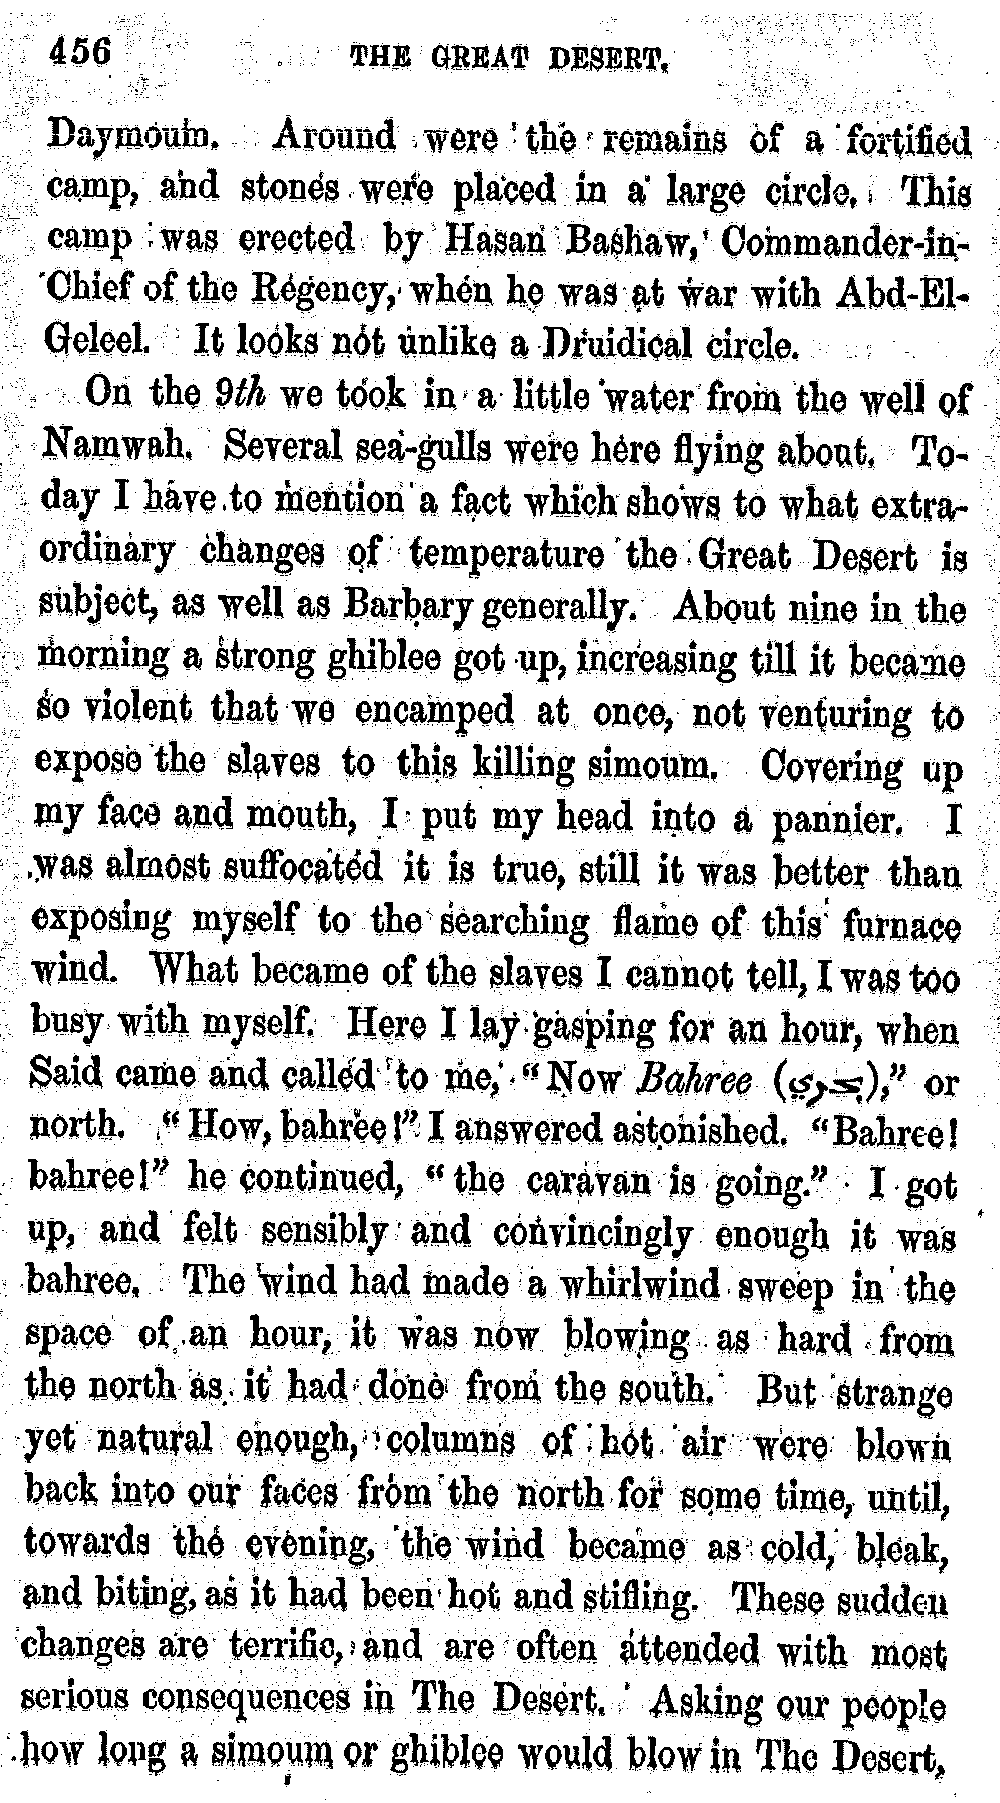 456 THE GREAT DESERT.
Daymoum. Around were the remains of a fortified
camp, and stones were placed in a large circle. This
camp was erected by Hasan Bashaw, Commander-in-
Chief of the Regency, when he was at war with Abd-El-
Geleel. It looks not unlike a Druidical circle.
On the 9th we took in a little water from the well of
Namwah. Several sea-gulls were here flying about. To-
day I have to mention a fact which shows to what extra-
ordinary changes of temperature the Great Desert is
subject, as well as Barbary generally. About nine in the
morning a strong ghiblee got up, increasing till it became
so violent that we encamped at once, not venturing to
expose the slaves to this killing simoum. Covering up
my face and mouth, I put my head into a pannier. I
was almost suffocated it is true, still it was better than
exposing myself to the searching flame of this furnace
wind. What became of the slaves I cannot tell, I was too
busy with myself. Here I lay gasping for an hour, when
Said came and called to me, "Now Bahree (بحري)," or
north. "How, bahree!" I answered astonished. "Bahree!
bahree!" he continued, "the caravan is going." I got
up, and felt sensibly and convincingly enough it was
bahree. The wind had made a whirlwind sweep in the
space of an hour, it was now blowing as hard from
the north as it had done from the south. But strange
yet natural enough, columns of hot air were blown
back into our faces from the north for some time, until,
towards the evening, the wind became as cold, bleak,
and biting, as it had been hot and stifling. These sudden
changes are terrific, and are often attended with most
serious consequences in The Desert. Asking our people
how long a simoum or ghiblee would blow in The Desert,